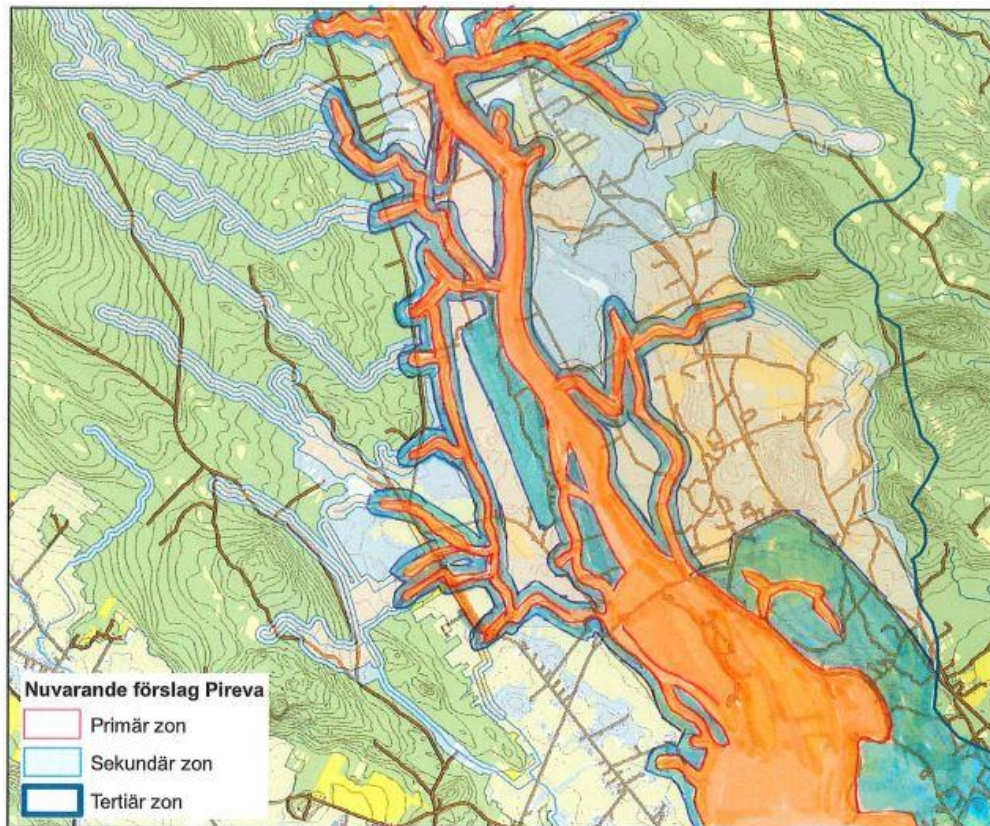 Nuvarande förslag Pireva
Primär zon
Sekundär zon
Tertiär zon